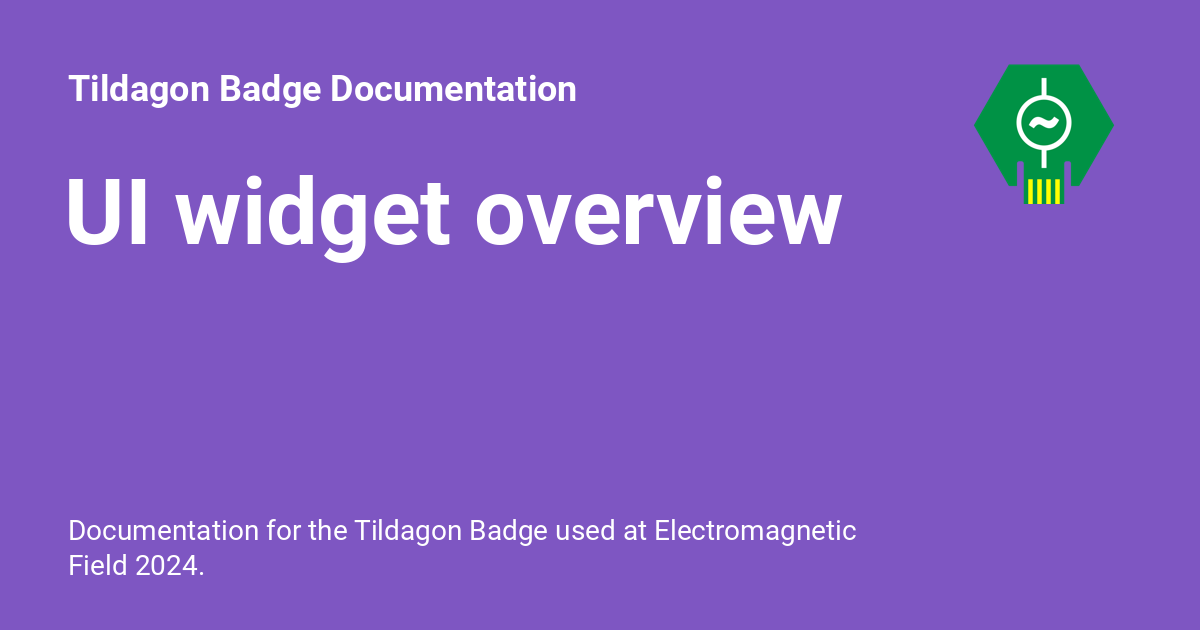 Tildagon Badge Documentation
UI widget overview
Documentation for the Tildagon Badge used at Electromagnetic
Field 2024.